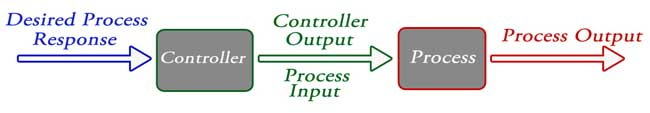 Desired Process
Response
Controller
Controller
Output
Process
Input
Process
Process Output